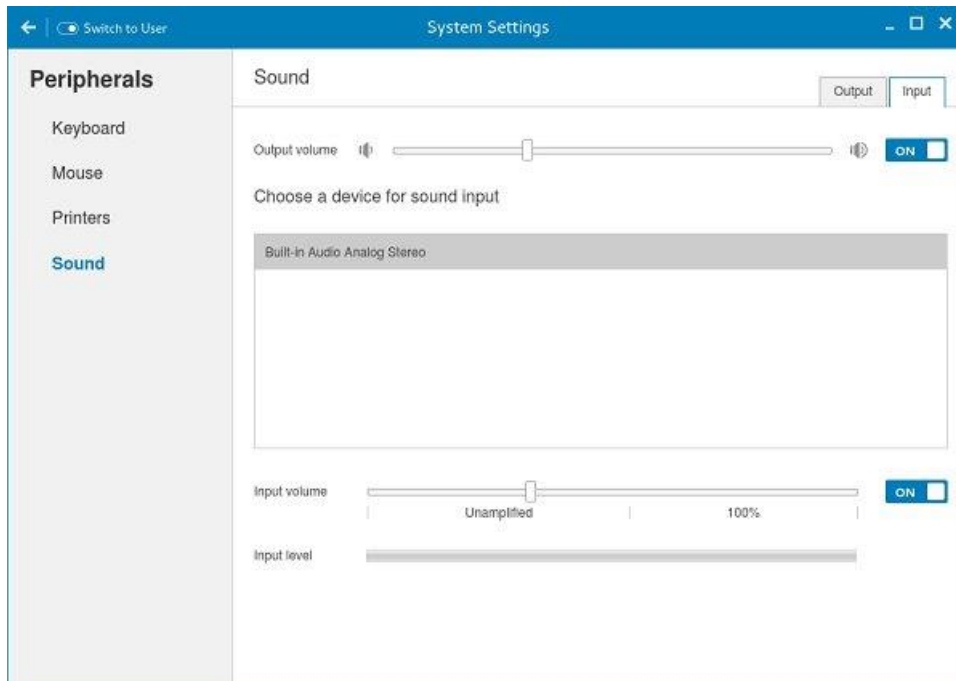 Switch to User
System Settings
Peripherals
Keyboard
Mouse
Printers
Sound
Sound
Output
Input
Output volume
ON
Choose a device for sound input
Built-in Audio Analog Stereo
Input volume
ON
Unamplified
100%
Input level